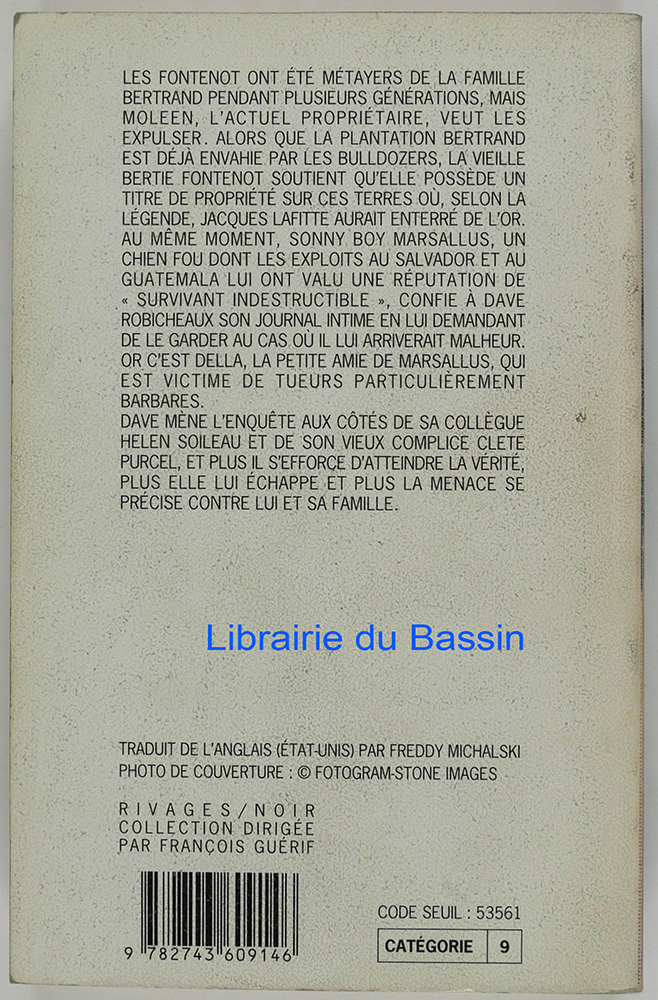 LES FONTENOT ONT ÉTÉ MÉTAYERS DE LA FAMILLE
BERTRAND PENDANT PLUSIEURS GÉNÉRATIONS, MAIS
MOLEEN, L'ACTUEL PROPRIÉTAIRE, VEUT LES
EXPULSER. ALORS QUE LA PLANTATION BERTRAND
EST DÉJÀ ENVAHIE PAR LES BULLDOZERS, LA VIEILLE
BERTIE FONTENOT SOUTIENT QU'ELLE POSSÈDE UN
TITRE DE PROPRIÉTÉ SUR CES TERRES OÙ, SELON LA
LÉGENDE, JACQUES LAFITTE AURAIT ENTERRÉ DE L'OR.
AU MÊME MOMENT, SONNY BOY MARSALLUS, UN
CHIEN FOU DONT LES EXPLOITS AU SALVADOR ET AU
GUATEMALA LUI ONT VALU UNE RÉPUTATION DE
« SURVIVANT INDESTRUCTIBLE », CONFIE À DAVE
ROBICHEAUX SON JOURNAL INTIME EN LUI DEMANDANT
DE LE GARDER AU CAS OÙ IL LUI ARRIVERAIT MALHEUR.
OR C'EST DELLA, LA PETITE AMIE DE MARSALLUS, QUI
EST VICTIME DE TUEURS PARTICULIÈREMENT
BARBARES.
DAVE MÈNE L'ENQUÊTE AUX CÔTÉS DE SA COLLÈGUE
HELEN SOILEAU ET DE SON VIEUX COMPLICE CLETE
PURCEL, ET PLUS IL S'EFFORCE D'ATTEINDRE LA VÉRITÉ,
PLUS ELLE LUI ÉCHAPPE ET PLUS LA MENACE SE
PRÉCISE CONTRE LUI ET SA FAMILLE.
Librairie du Bassin
TRADUIT DE L'ANGLAIS (ÉTAT-UNIS) PAR FREDDY MICHALSKI
PHOTO DE COUVERTURE : © FOTOGRAM-STONE IMAGES
RIVAGES/NOIR
COLLECTION DIRIGÉE
PAR FRANÇOIS GUÉRIF
CODE SEUIL : 53561
CATÉGORIE 9
9 782743 609146